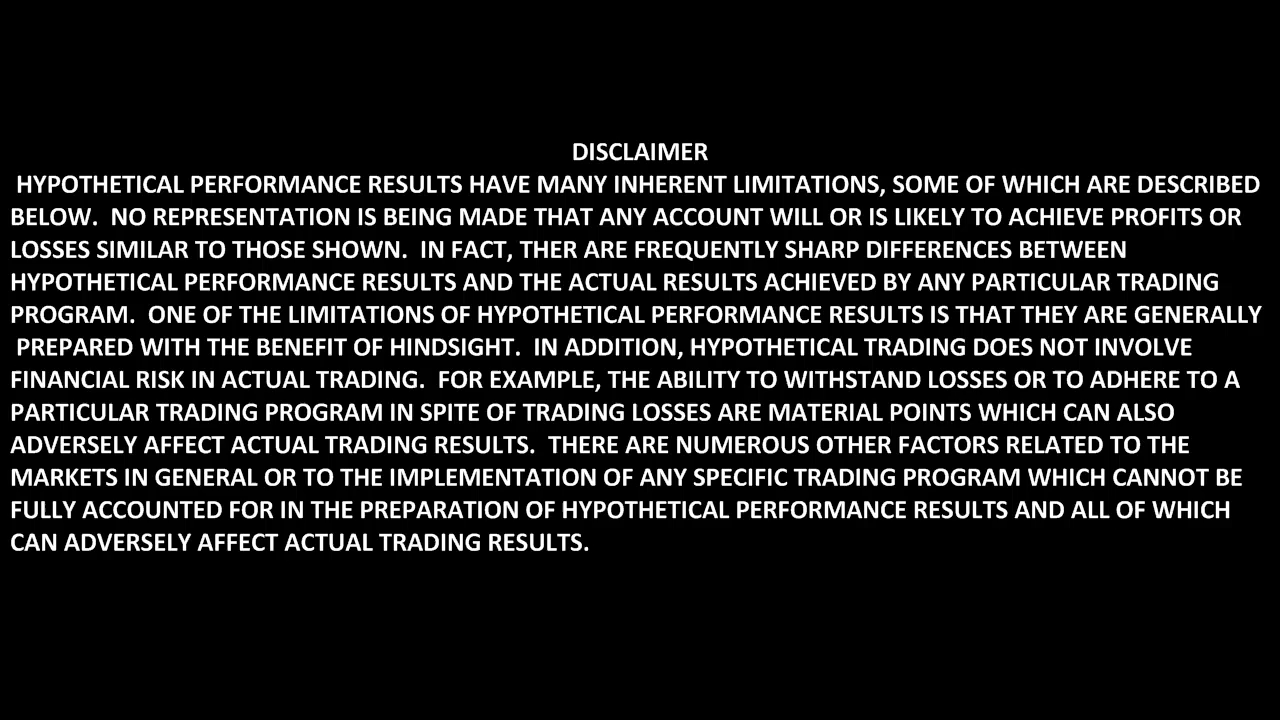 DISCLAIMER
HYPOTHETICAL PERFORMANCE RESULTS HAVE MANY INHERENT LIMITATIONS, SOME OF WHICH ARE DESCRIBED
BELOW.  NO REPRESENTATION IS BEING MADE THAT ANY ACCOUNT WILL OR IS LIKELY TO ACHIEVE PROFITS OR
LOSSES SIMILAR TO THOSE SHOWN.  IN FACT, THER ARE FREQUENTLY SHARP DIFFERENCES BETWEEN
HYPOTHETICAL PERFORMANCE RESULTS AND THE ACTUAL RESULTS ACHIEVED BY ANY PARTICULAR TRADING
PROGRAM.  ONE OF THE LIMITATIONS OF HYPOTHETICAL PERFORMANCE RESULTS IS THAT THEY ARE GENERALLY
PREPARED WITH THE BENEFIT OF HINDSIGHT.  IN ADDITION, HYPOTHETICAL TRADING DOES NOT INVOLVE
FINANCIAL RISK IN ACTUAL TRADING.  FOR EXAMPLE, THE ABILITY TO WITHSTAND LOSSES OR TO ADHERE TO A
PARTICULAR TRADING PROGRAM IN SPITE OF TRADING LOSSES ARE MATERIAL POINTS WHICH CAN ALSO
ADVERSELY AFFECT ACTUAL TRADING RESULTS.  THERE ARE NUMEROUS OTHER FACTORS RELATED TO THE
MARKETS IN GENERAL OR TO THE IMPLEMENTATION OF ANY SPECIFIC TRADING PROGRAM WHICH CANNOT BE
FULLY ACCOUNTED FOR IN THE PREPARATION OF HYPOTHETICAL PERFORMANCE RESULTS AND ALL OF WHICH
CAN ADVERSELY AFFECT ACTUAL TRADING RESULTS.